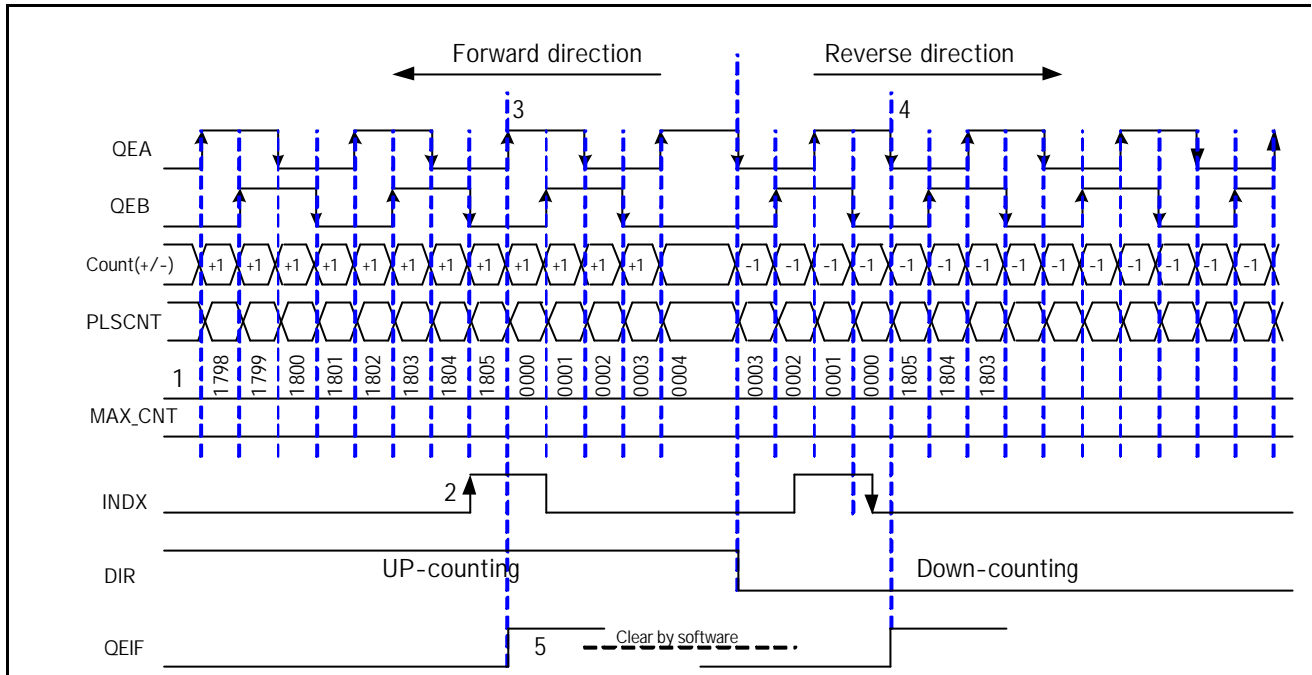 Forward direction
Reverse direction
3
4
QEA
QEB
Count(+/-)
+1 +1 +1 +1 +1 +1 +1 +1 +1 +1 +1 +1 -1 -1 -1 -1 -1 -1 -1 -1 -1 -1 -1 -1 -1 -1
PLSCNT
1
1798 1799 1800 1801 1802 1803 1804 1805 0000 0001 0002 0003 0004 0003 0002 0001 0000 1805 1804 1803
MAX_CNT
INDX
2
DIR
UP-counting
Down-counting
QEIF
5
Clear by software